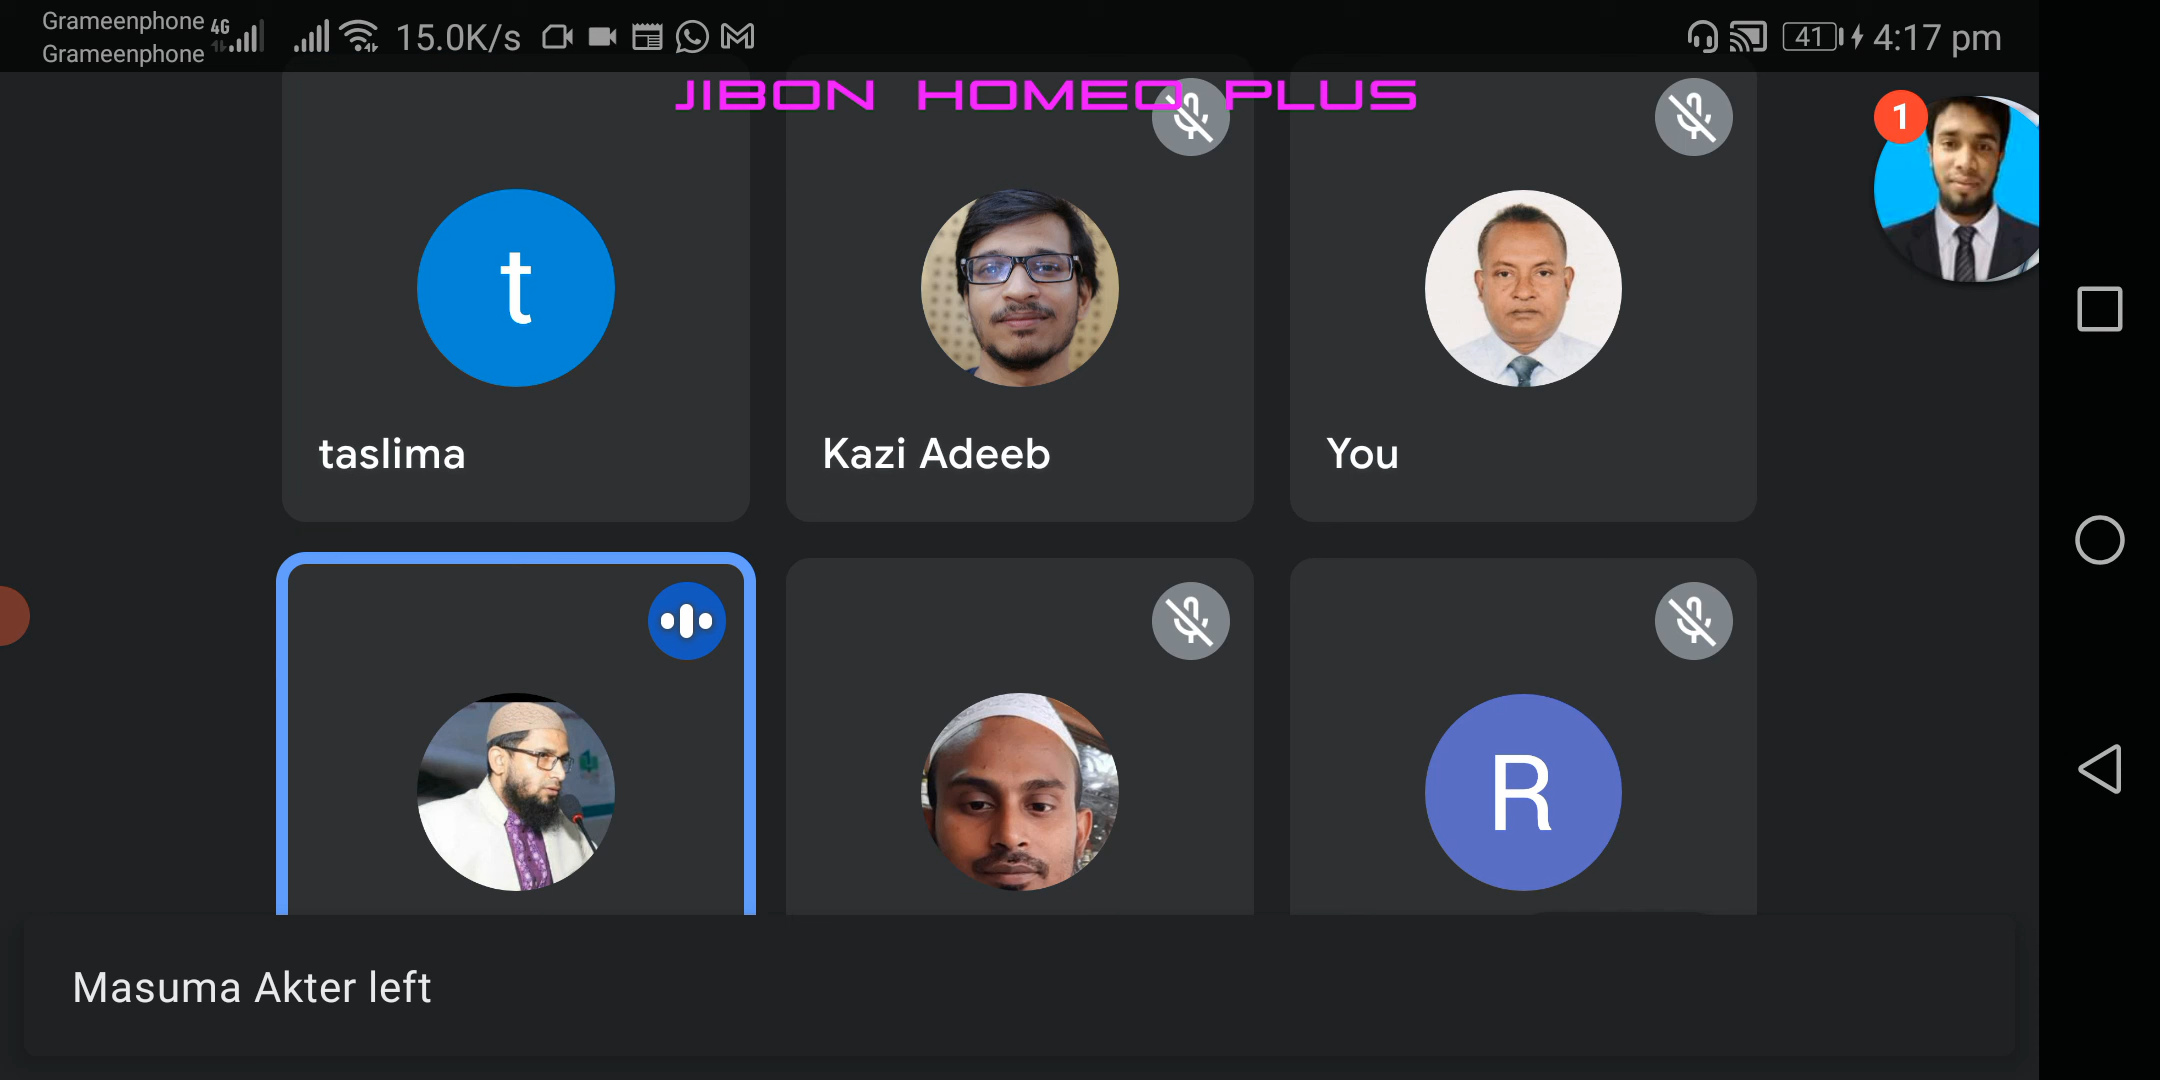 Grameenphone 4G
Grameenphone
15.0K/s
41
4:17 pm
JIBON HOMEO PLUS
1
t
taslima
Kazi Adeeb
You
R
Masuma Akter left